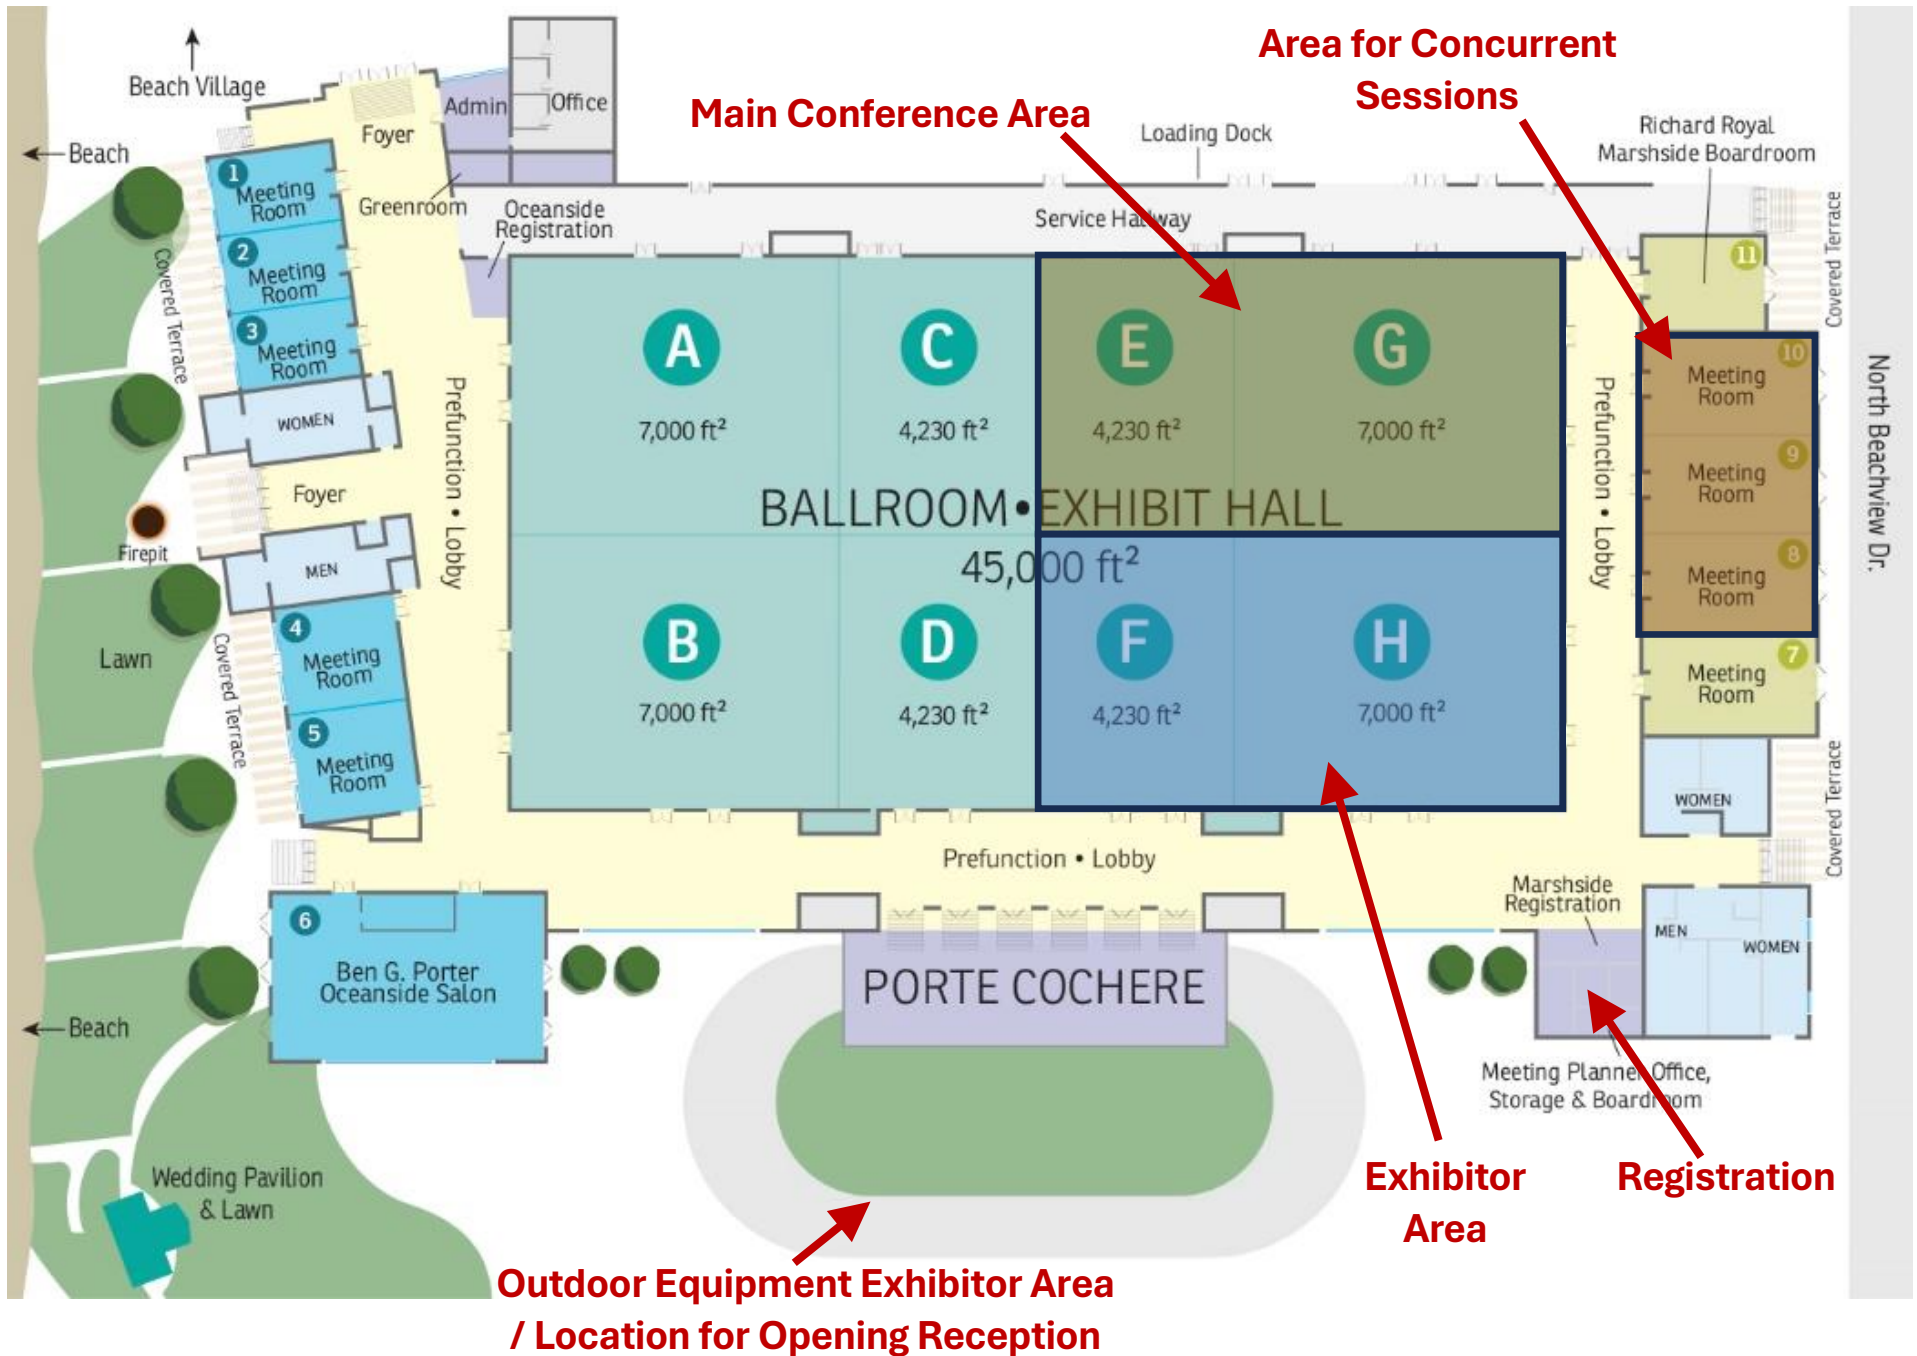 Area for Concurrent
Sessions
Main Conference Area
Beach Village
Admin
Office
Foyer
Loading Dock
Richard Royal
Marshside Boardroom
Beach
1
Meeting
Room
Greenroom
Oceanside
Registration
Service Hallway
Covered Terrace
2
Meeting
Room
Covered Terrace
3
Meeting
Room
11
A
7,000 ft²
C
4,230 ft²
E
4,230 ft²
G
7,000 ft²
10
Meeting
Room
9
Meeting
Room
8
Meeting
Room
7
Meeting
Room
North Beachview Dr.
WOMEN
Prefunction • Lobby
Prefunction • Lobby
Foyer
BALLROOM•EXHIBIT HALL
45,000 ft²
Firepit
MEN
Lawn
Covered Terrace
4
Meeting
Room
5
Meeting
Room
B
7,000 ft²
D
4,230 ft²
F
4,230 ft²
H
7,000 ft²
WOMEN
Covered Terrace
Prefunction • Lobby
Marshside
Registration
6
Ben G. Porter
Oceanside Salon
MEN
WOMEN
PORTE COCHERE
Beach
Meeting Planner Office,
Storage & Boardroom
Wedding Pavilion
& Lawn
Exhibitor
Area
Registration
Outdoor Equipment Exhibitor Area
/ Location for Opening Reception